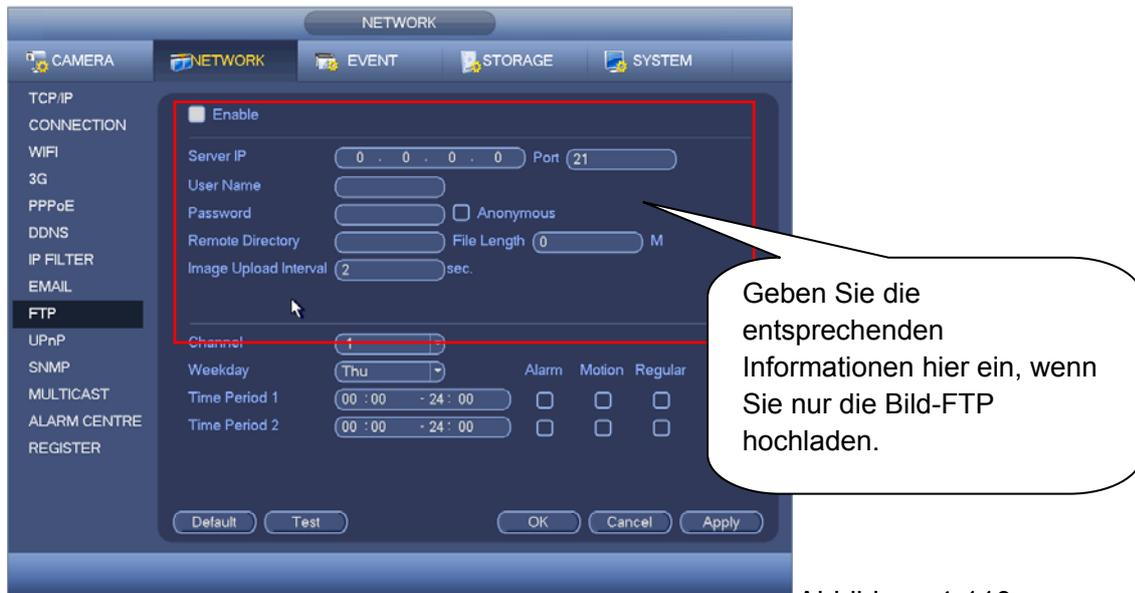 NETWORK
CAMERA NETWORK EVENT STORAGE SYSTEM
TCP/IP
CONNECTION
WIFI
3G
PPPoE
DDNS
IP FILTER
EMAIL
FTP
UPnP
SNMP
MULTICAST
ALARM CENTRE
REGISTER
Enable
Server IP 0 . 0 . 0 . 0 Port 21
User Name
Password Anonymous
Remote Directory File Length 0 M
Image Upload Interval 2 sec.
Channel 1
Weekday Thu Alarm Motion Regular
Time Period 1 00 : 00 - 24 : 00
Time Period 2 00 : 00 - 24 : 00
Default Test OK Cancel Apply
Geben Sie die
entsprechenden
Informationen hier ein, wenn
Sie nur die Bild-FTP
hochladen.